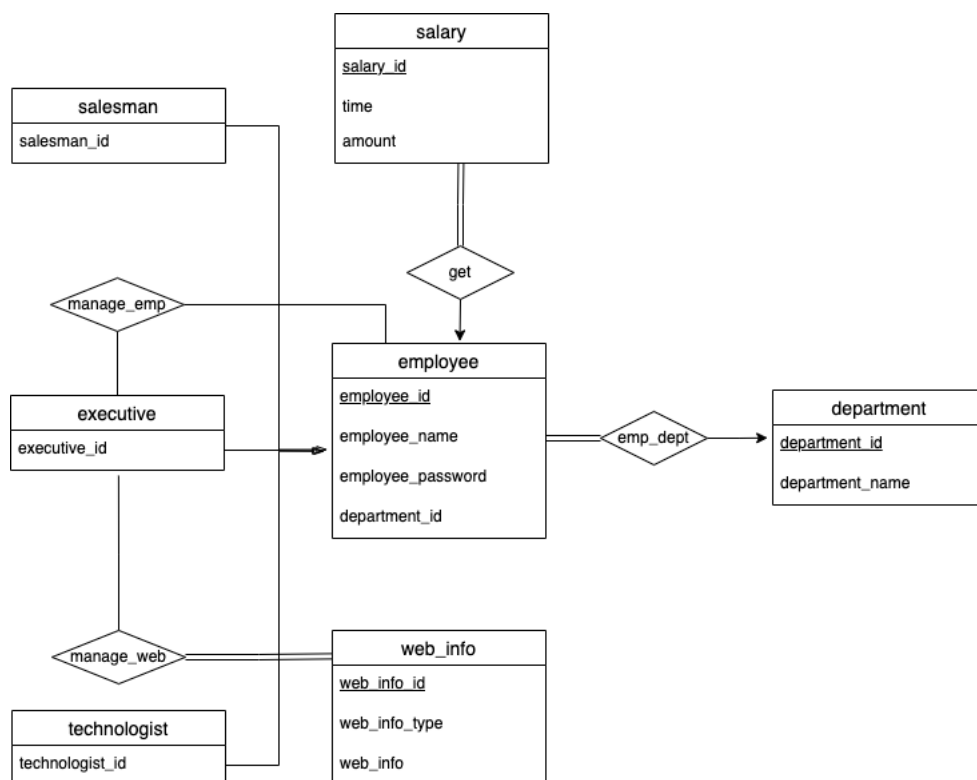 salary
salary_id
time
amount
salesman
salesman_id
get
manage_emp
employee
employee_id
employee_name
employee_password
department_id
executive
executive_id
emp_dept
department
department_id
department_name
manage_web
web_info
web_info_id
web_info_type
web_info
technologist
technologist_id